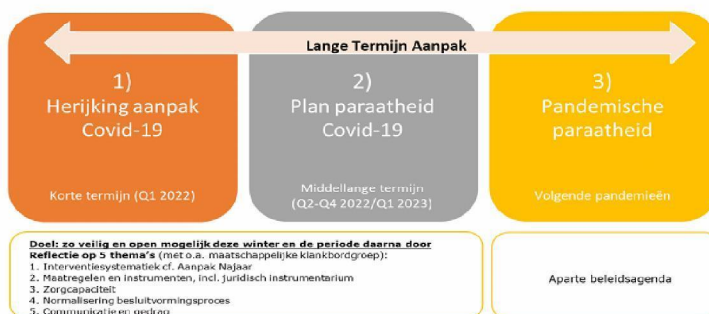 Lange Termijn Aanpak
1)
Herijking aanpak
Covid-19
Korte termijn (Q1 2022)
2)
Plan paraatheid
Covid-19
Middellange termijn
(Q2-Q4 2022/Q1 2023)
3)
Pandemische
paraatheid
Volgende pandemieën
Doel: zo veilig en open mogelijk deze winter en de periode daarna door
Reflectie op 5 thema's (met o.a. maatschappelijke klankbordgroep):
1. Interventiesystematiek cf. Aanpak Najaar
2. Maatregelen en instrumenten, incl. juridisch instrumentarium
3. Zorgcapaciteit
4. Normalisering besluitvormingsproces
5. Communicatie en gedrag
Aparte beleidsagenda